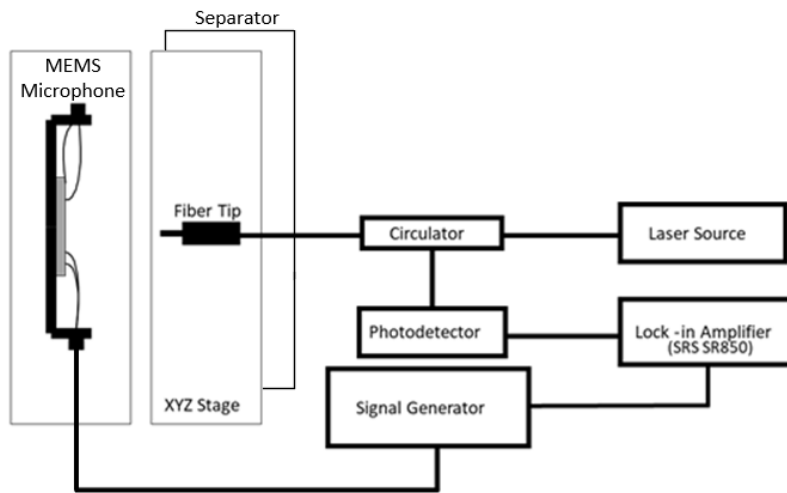 Separator
MEMS
Microphone
Fiber Tip
Circulator
Laser Source
Photodetector
Lock -in Amplifier
(SRS SR850)
XYZ Stage
Signal Generator